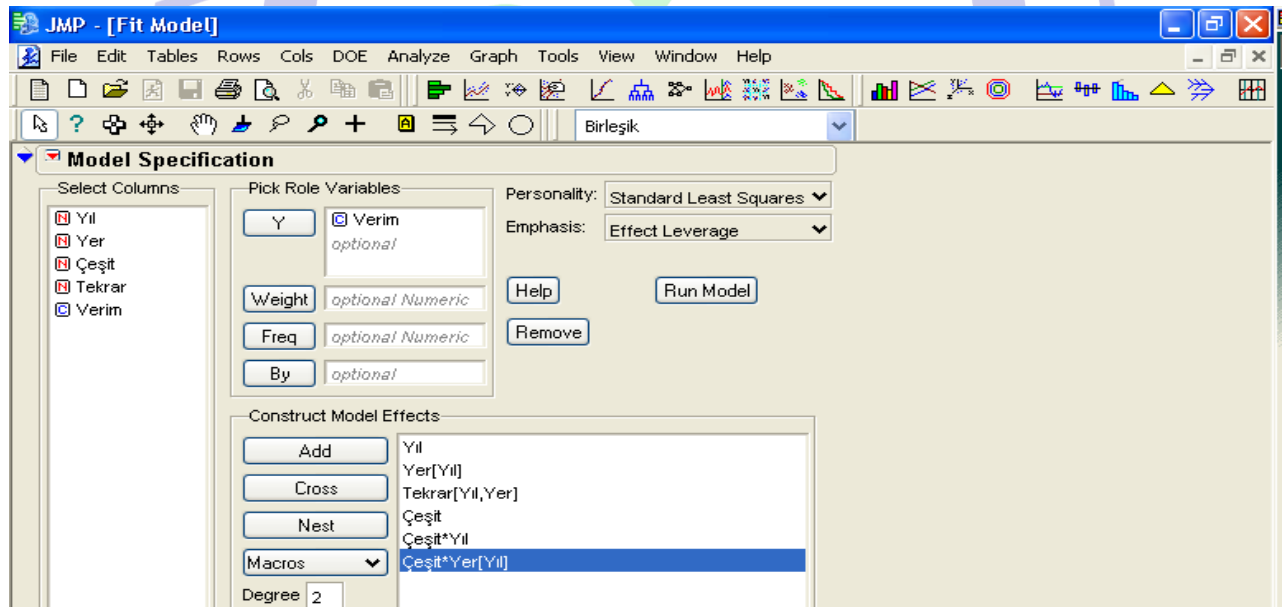 JMP - [Fit Model]
File Edit Tables Rows Cols DOE Analyze Graph Tools View Window Help
Birleşik
Model Specification
Select Columns
Yıl
Yer
Çeşit
Tekrar
Verim
Pick Role Variables
Y
Verim
optional
Weight optional Numeric
Freq optional Numeric
By optional
Personality: Standard Least Squares
Emphasis: Effect Leverage
Help Run Model
Remove
Construct Model Effects
Add
Cross
Nest
Macros
Degree 2
Yıl
Yer[Yıl]
Tekrar[Yıl,Yer]
Çeşit
Çeşit*Yıl
Çeşit*Yer[Yıl]